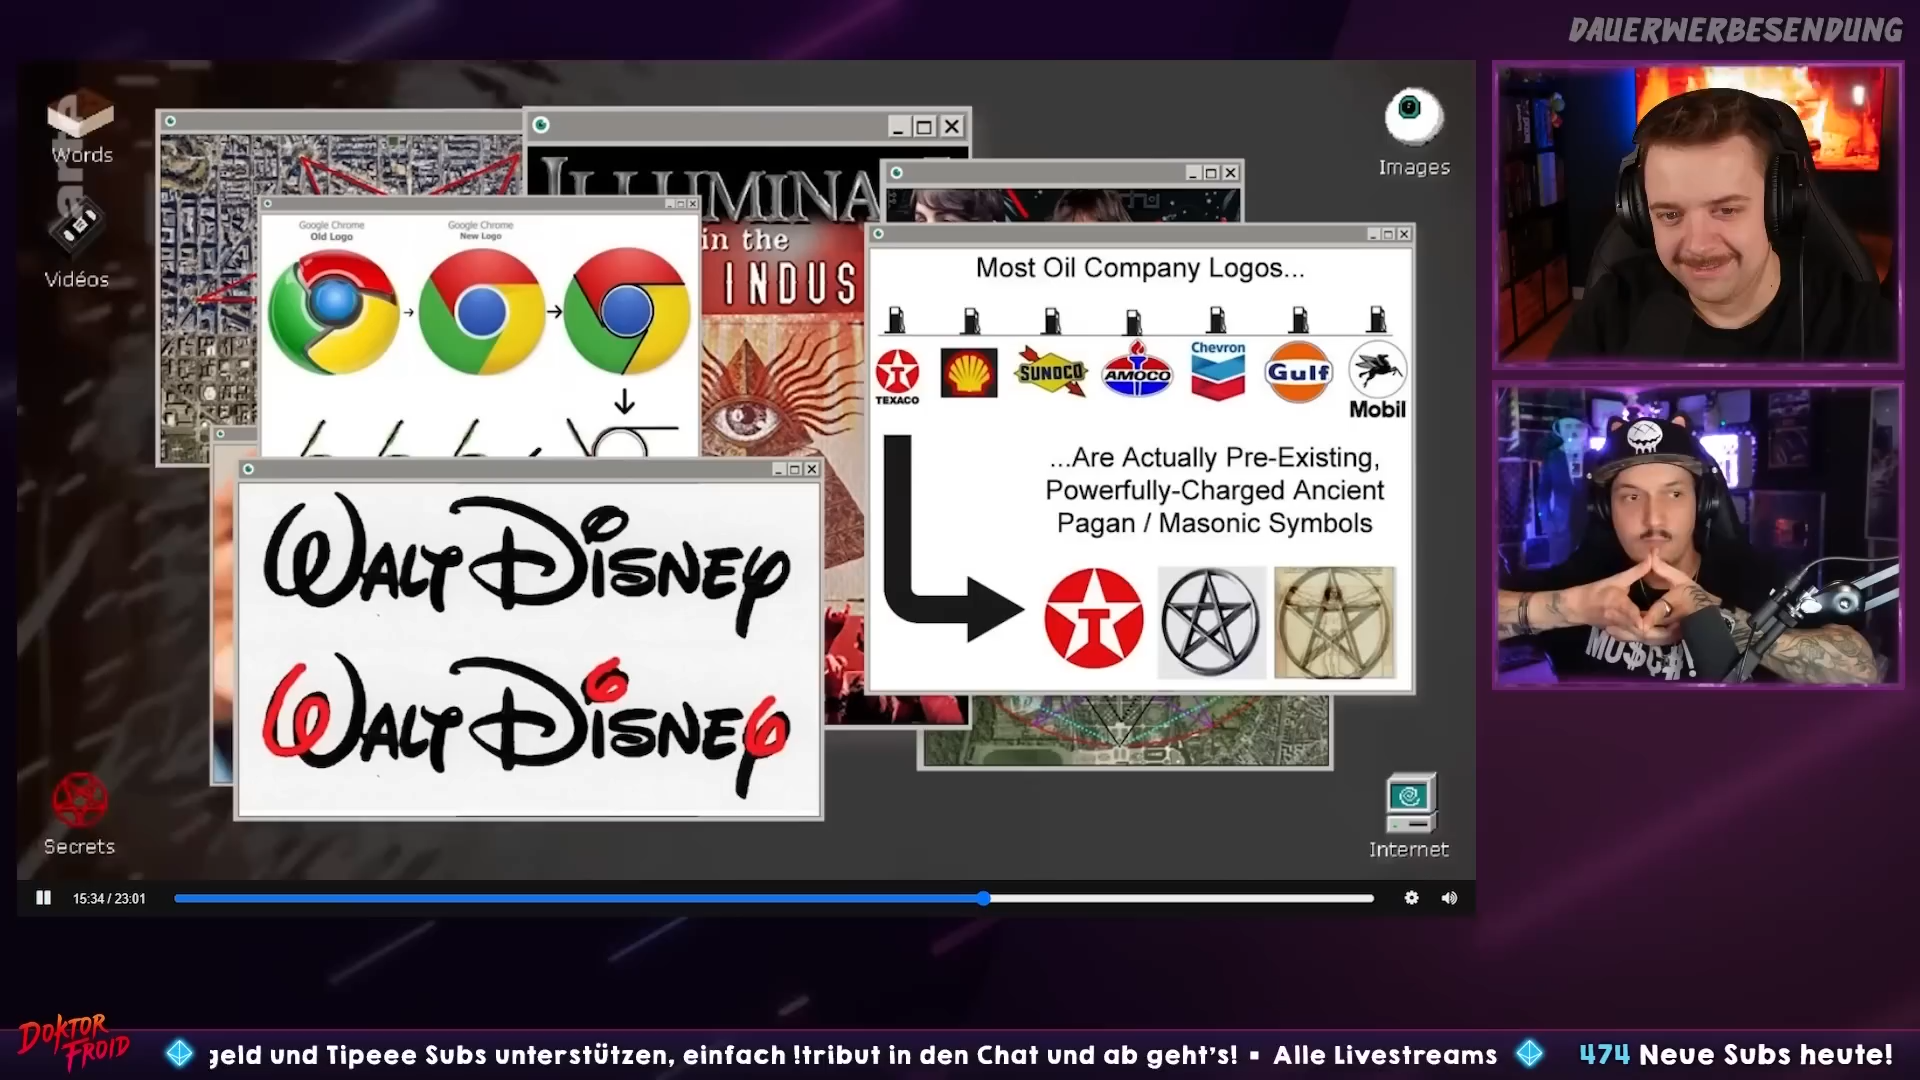 DAUERWERBESENDUNG
arte
Words
Vidéos
Secrets
Images
Internet
ILLUMINA
in the
INDUS
Google Chrome
Old Logo
Google Chrome
New Logo
WALT DISNEY
WALT DISNEY
Most Oil Company Logos...
TEXACO
SUNOCO
AMOCO
Chevron
Gulf
Mobil
...Are Actually Pre-Existing,
Powerfully-Charged Ancient
Pagan / Masonic Symbols
T
MO$C#!
15:34 / 23:01
DOKTOR
FROID
geld und Tipeee Subs unterstützen, einfach !tribut in den Chat und ab geht's! ▪ Alle Livestreams
474 Neue Subs heute!